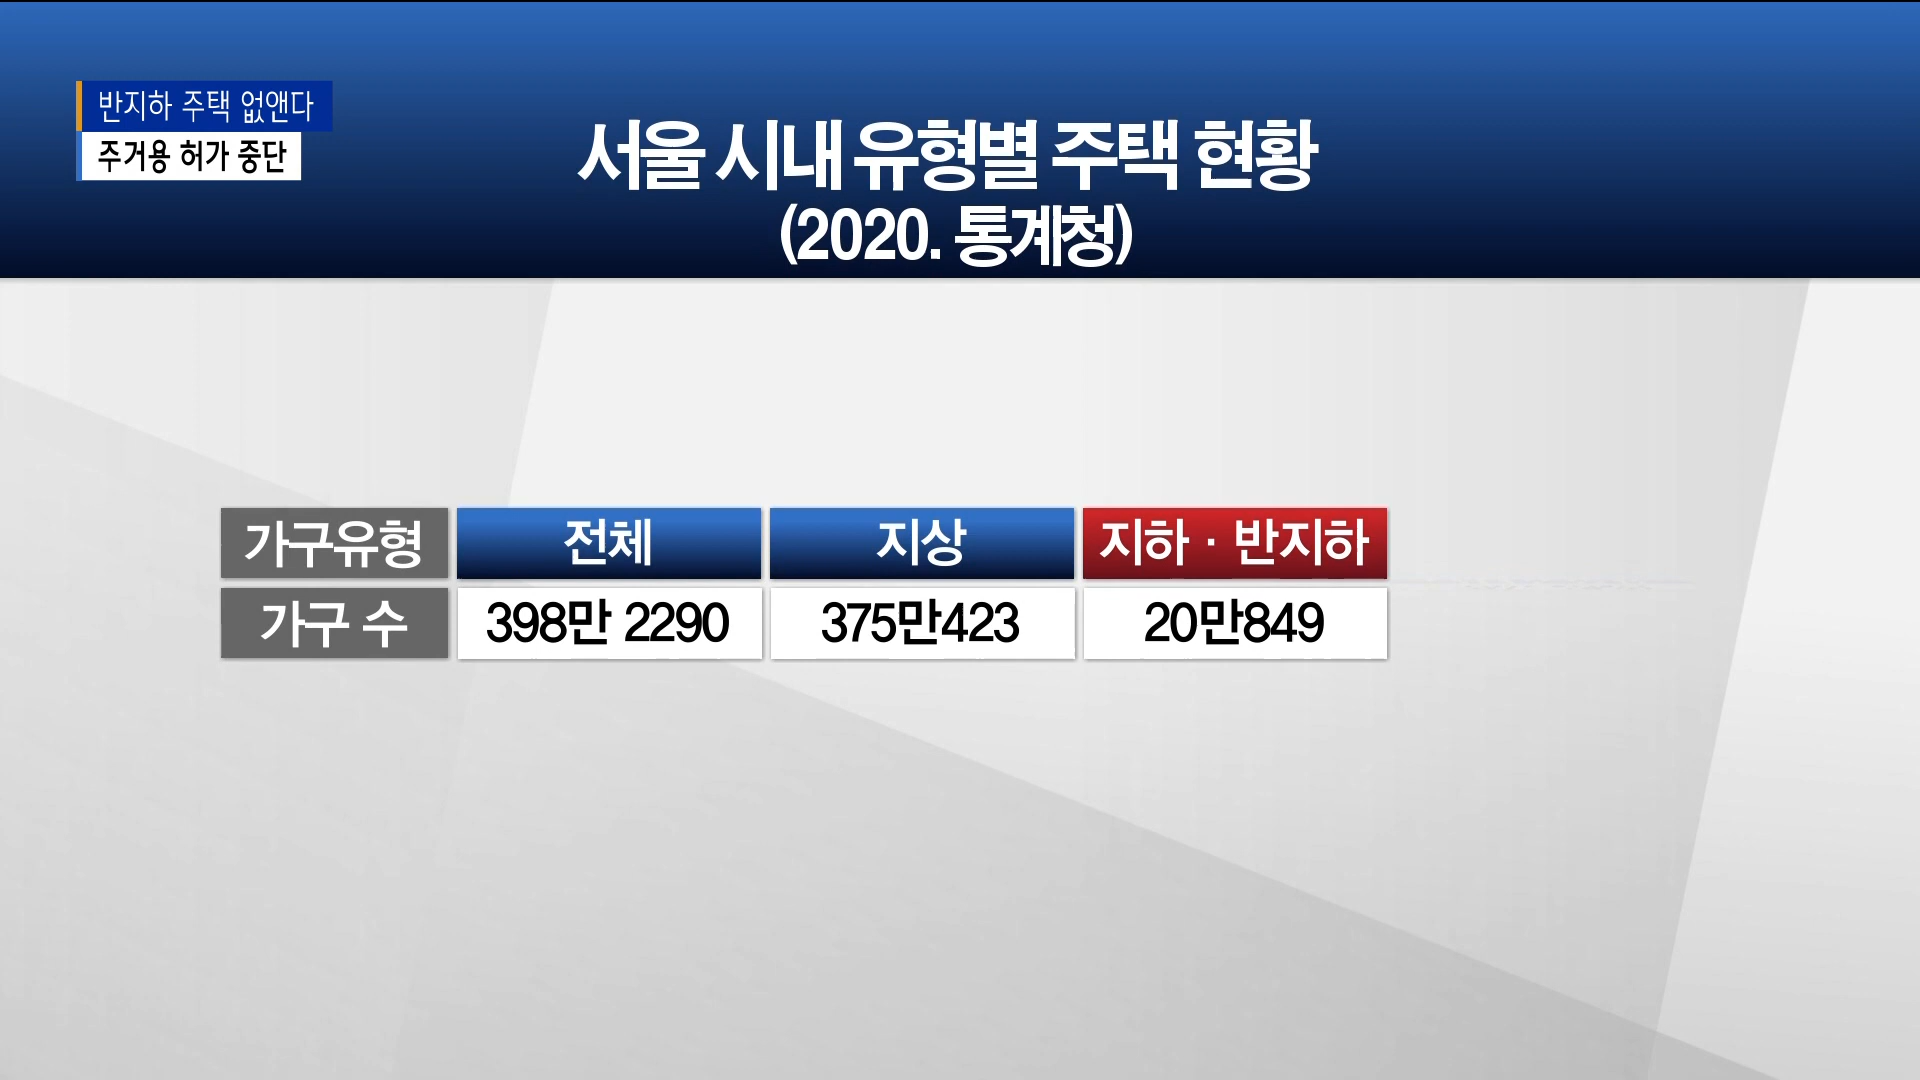 반지하 주택 없앤다
주거용 허가 중단
서울 시내 유형별 주택 현황
(2020. 통계청)
가구유형 전체 지상 지하 · 반지하
가구 수 398만 2290 375만423 20만849